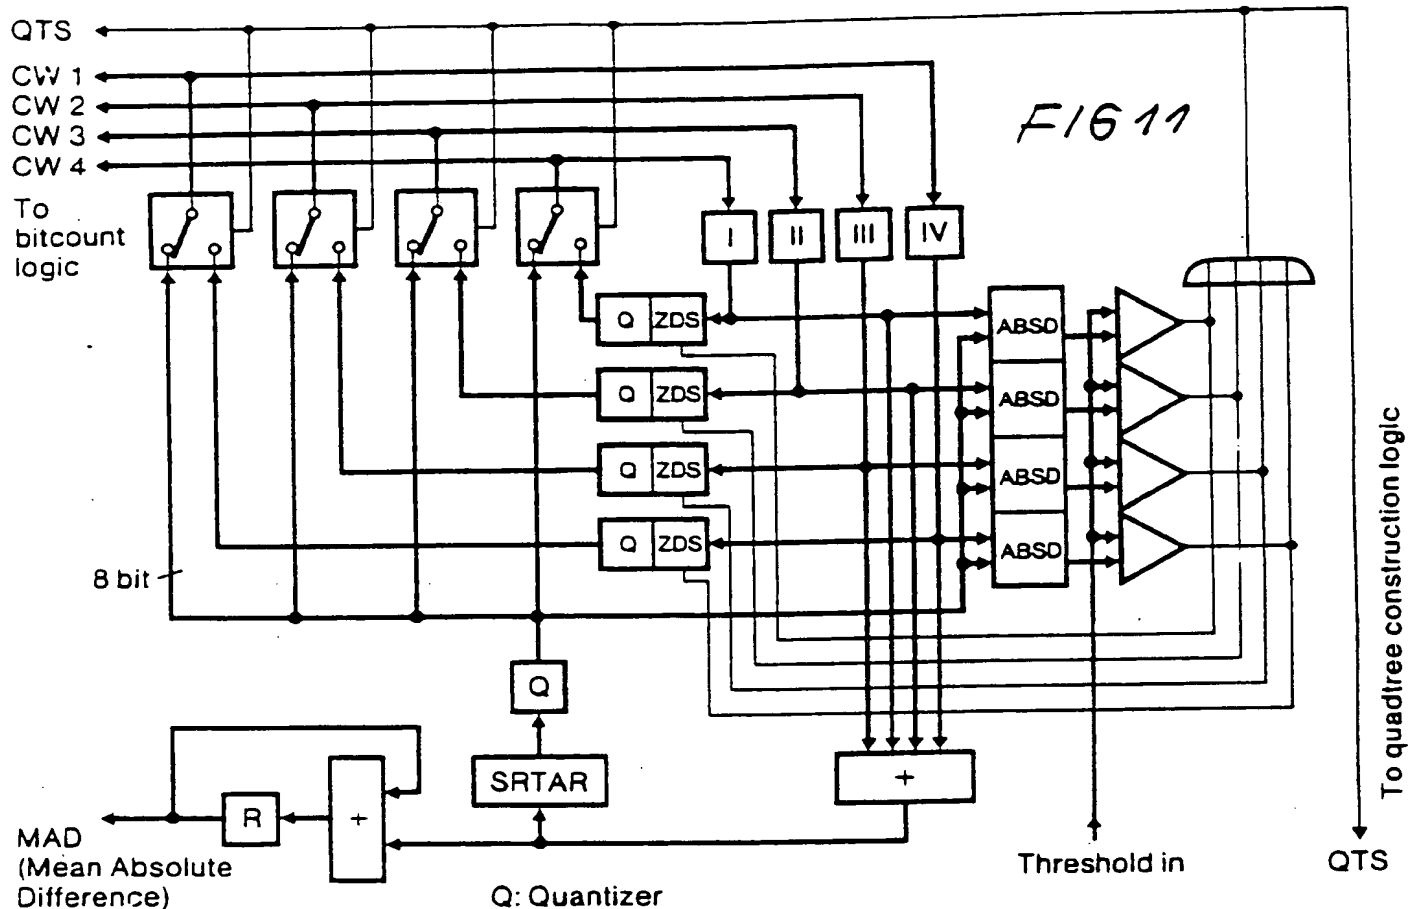 QTS
CW 1
CW 2
CW 3
CW 4
To
bitcount
logic
FIG 11
I
II
III
IV
Q ZDS
ABSD
Q ZDS
ABSD
Q ZDS
ABSD
Q ZDS
ABSD
8 bit
Q
SRTAR
+
R
+
MAD
(Mean Absolute
Difference)
Q: Quantizer
Threshold in
QTS
To quadtree construction logic